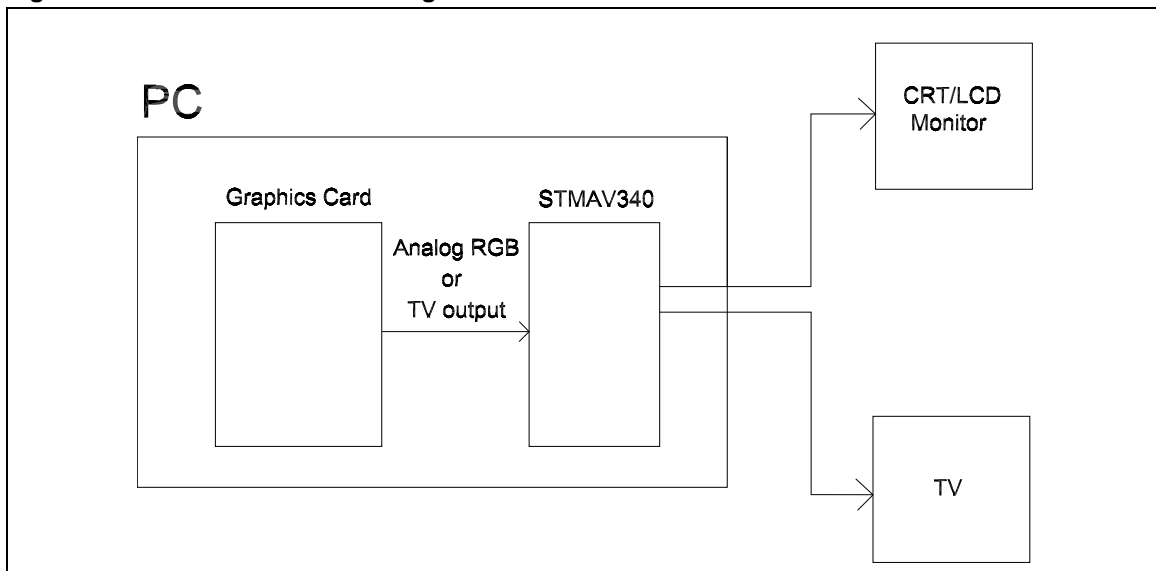 PC
Graphics Card
STMAV340
Analog RGB
or
TV output
CRT/LCD
Monitor
TV